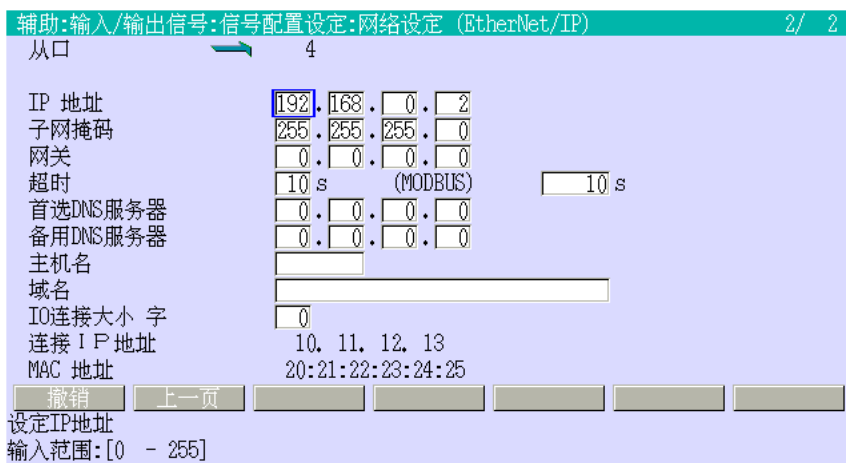 辅助:输入/输出信号:信号配置设定:网络设定 (EtherNet/IP) 2/ 2
从口 4
IP 地址 192. 168. 0. 2
子网掩码 255. 255. 255. 0
网关 0. 0. 0. 0
超时 10 s (MODBUS) 10 s
首选DNS服务器 0. 0. 0. 0
备用DNS服务器 0. 0. 0. 0
主机名
域名
IO连接大小 字 0
连接ＩＰ地址 10. 11. 12. 13
MAC 地址 20:21:22:23:24:25
撤销 上一页
设定IP地址
输入范围:[0 - 255]